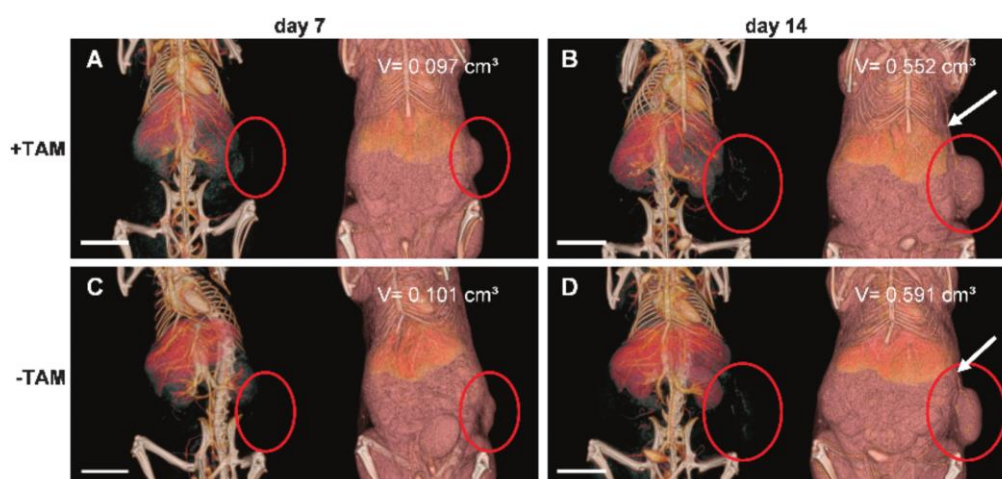 day 7
day 14
+TAM
A
V= 0.097 cm³
B
V= 0.552 cm³
-TAM
C
V= 0.101 cm³
D
V= 0.591 cm³